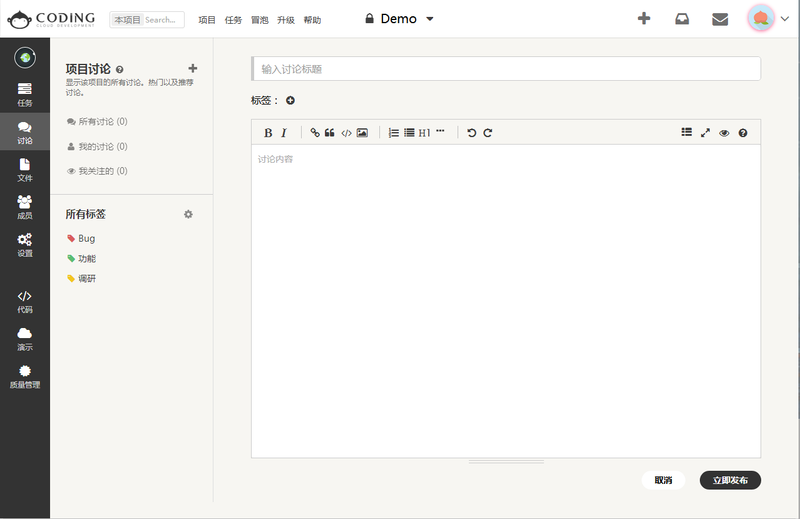 CODING
CLOUD DEVELOPMENT
本项目 Search...
项目 任务 冒泡 升级 帮助
Demo
任务
讨论
文件
成员
设置
代码
演示
质量管理
项目讨论
显示该项目的所有讨论。热门以及推荐
讨论。
所有讨论 (0)
我的讨论 (0)
我关注的 (0)
所有标签
Bug
功能
调研
输入讨论标题
标签：
B I H1
讨论内容
取消 立即发布